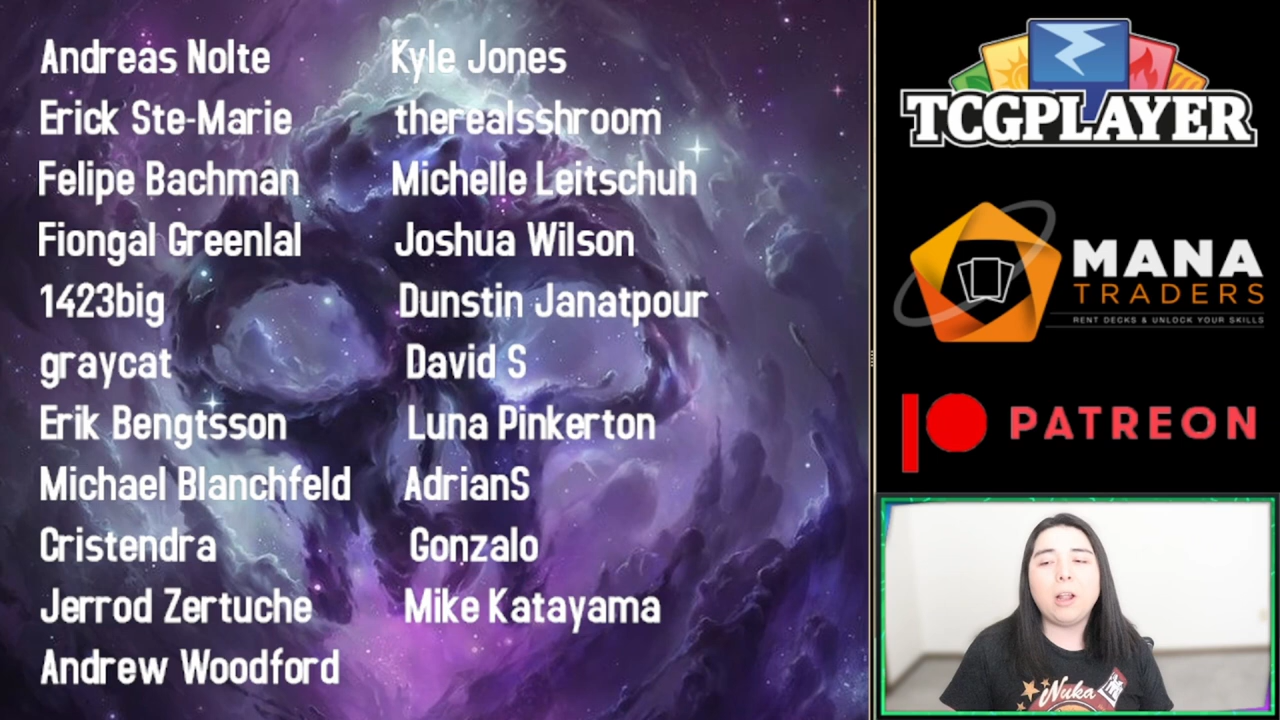 Andreas Nolte
Erick Ste-Marie
Felipe Bachman
Fiongal Greenlal
1423big
graycat
Erik Bengtsson
Michael Blanchfeld
Cristendra
Jerrod Zertuche
Andrew Woodford
Kyle Jones
therealsshroom
Michelle Leitschuh
Joshua Wilson
Dunstin Janatpour
David S
Luna Pinkerton
AdrianS
Gonzalo
Mike Katayama
TCGPLAYER
MANA
TRADERS
RENT DECKS & UNLOCK YOUR SKILLS
PATREON
Nuka